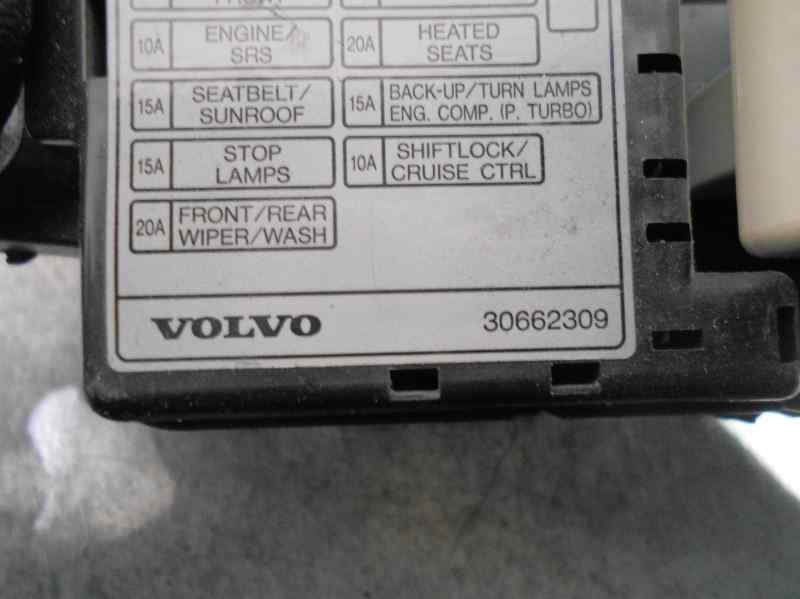 10A ENGINE/
SRS
20A HEATED
SEATS
15A SEATBELT/
SUNROOF
15A BACK-UP/TURN LAMPS
ENG. COMP. (P. TURBO)
15A STOP
LAMPS
10A SHIFTLOCK/
CRUISE CTRL
20A FRONT/REAR
WIPER/WASH
VOLVO
30662309